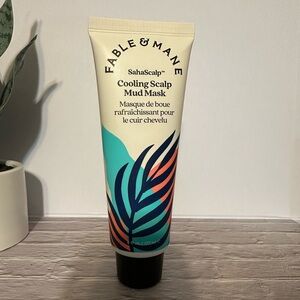 FABLE & MANE
SahaScalp™
Cooling Scalp
Mud Mask
Masque de boue
rafraîchissant pour
le cuir chevelu